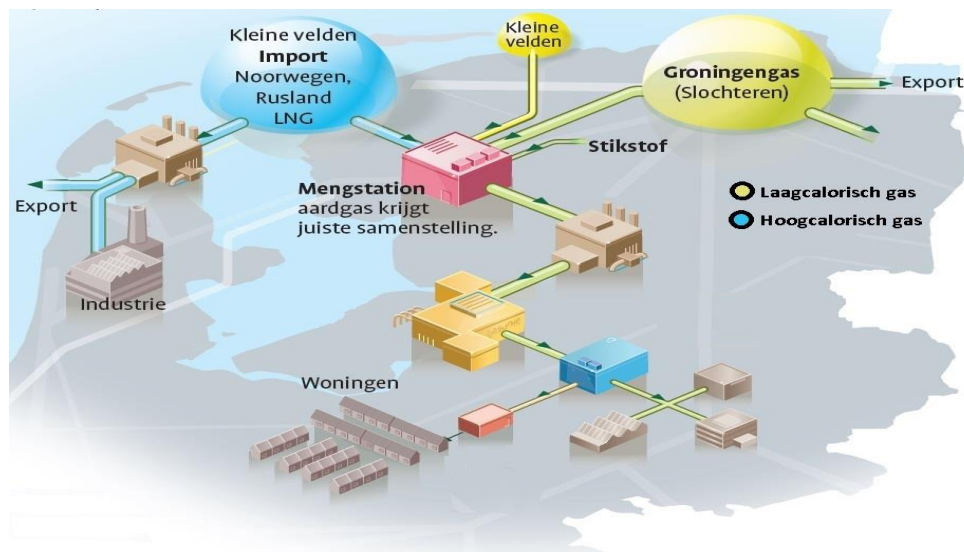 Kleine velden
Import
Noorwegen,
Rusland
LNG
Kleine
velden
Groningengas
(Slochteren)
Export
Stikstof
Mengstation
aardgas krijgt
juiste samenstelling.
Laagcalorisch gas
Hoogcalorisch gas
Export
Industrie
Woningen